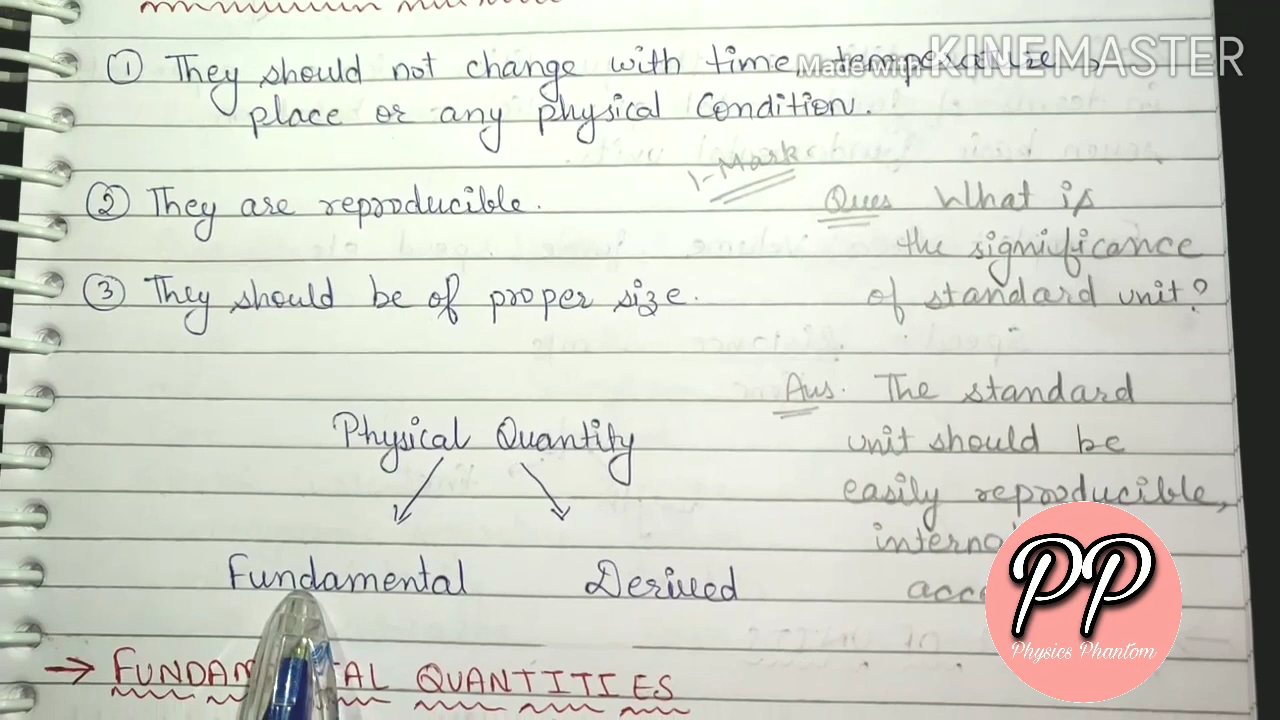 ① They should not change with time, temperature,
place or any physical Condition.
Made with KINEMASTER
1-Mark
② They are reproducible.
Ques What is
the significance
of standard unit?
③ They should be of proper size.
Ans. The standard
unit should be
easily reproducible,
Physical Quantity
Fundamental Derived
→ FUNDAMENTAL QUANTITIES
PP
Physics Phantom